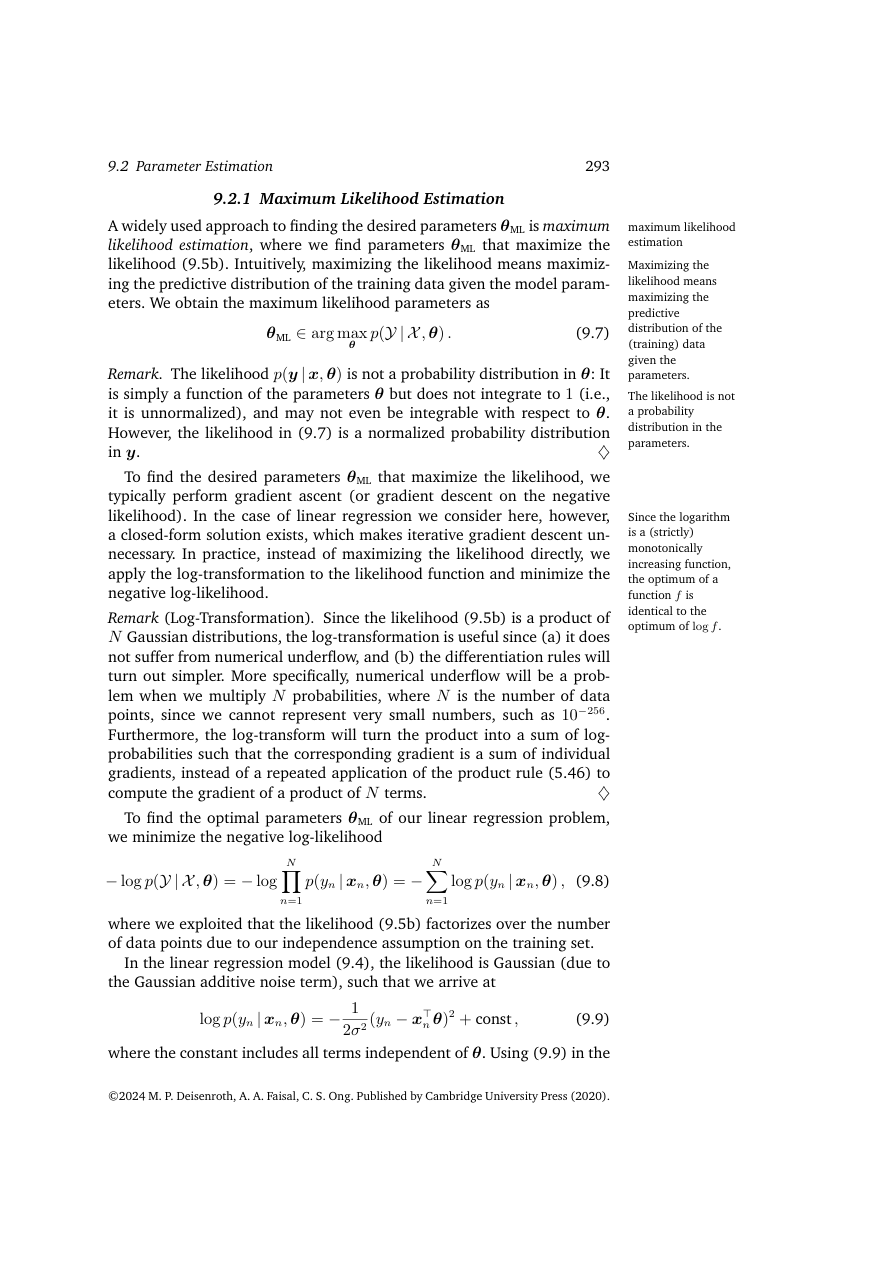 9.2 Parameter Estimation 293
9.2.1 Maximum Likelihood Estimation
A widely used approach to finding the desired parameters θML is maximum
likelihood estimation, where we find parameters θML that maximize the
likelihood (9.5b). Intuitively, maximizing the likelihood means maximiz-
ing the predictive distribution of the training data given the model param-
eters. We obtain the maximum likelihood parameters as
maximum likelihood
estimation
Maximizing the
likelihood means
maximizing the
predictive
distribution of the
(training) data
given the
parameters.
θML ∈ arg max p(Y | X, θ) . (9.7)
θ
Remark. The likelihood p(y | x, θ) is not a probability distribution in θ: It
is simply a function of the parameters θ but does not integrate to 1 (i.e.,
it is unnormalized), and may not even be integrable with respect to θ.
However, the likelihood in (9.7) is a normalized probability distribution
in y. ♢
The likelihood is not
a probability
distribution in the
parameters.
To find the desired parameters θML that maximize the likelihood, we
typically perform gradient ascent (or gradient descent on the negative
likelihood). In the case of linear regression we consider here, however,
a closed-form solution exists, which makes iterative gradient descent un-
necessary. In practice, instead of maximizing the likelihood directly, we
apply the log-transformation to the likelihood function and minimize the
negative log-likelihood.
Since the logarithm
is a (strictly)
monotonically
increasing function,
the optimum of a
function f is
identical to the
optimum of log f.
Remark (Log-Transformation). Since the likelihood (9.5b) is a product of
N Gaussian distributions, the log-transformation is useful since (a) it does
not suffer from numerical underflow, and (b) the differentiation rules will
turn out simpler. More specifically, numerical underflow will be a prob-
lem when we multiply N probabilities, where N is the number of data
points, since we cannot represent very small numbers, such as 10⁻²⁵⁶.
Furthermore, the log-transform will turn the product into a sum of log-
probabilities such that the corresponding gradient is a sum of individual
gradients, instead of a repeated application of the product rule (5.46) to
compute the gradient of a product of N terms. ♢
To find the optimal parameters θML of our linear regression problem,
we minimize the negative log-likelihood
− log p(Y | X, θ) = − log ∏_{n=1}^{N} p(yₙ | xₙ, θ) = − ∑_{n=1}^{N} log p(yₙ | xₙ, θ) , (9.8)
where we exploited that the likelihood (9.5b) factorizes over the number
of data points due to our independence assumption on the training set.
In the linear regression model (9.4), the likelihood is Gaussian (due to
the Gaussian additive noise term), such that we arrive at
log p(yₙ | xₙ, θ) = − 1/(2σ²) (yₙ − xₙ⊤θ)² + const , (9.9)
where the constant includes all terms independent of θ. Using (9.9) in the
©2024 M. P. Deisenroth, A. A. Faisal, C. S. Ong. Published by Cambridge University Press (2020).